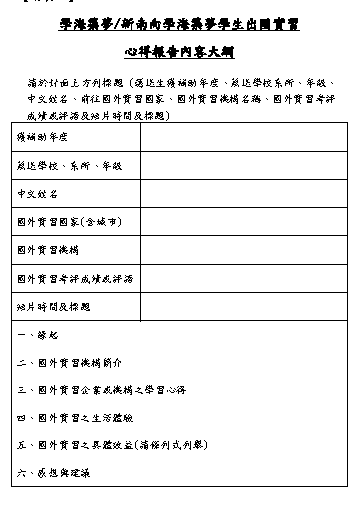 學海築夢/新南向學海築夢學生出國實習
心得報告內容大綱
請於封面上方列標題（選送生獲補助年度、薦送學校系所、年級、
中文姓名、前往國外實習國家、國外實習機構名稱、國外實習考評
成績或評語及短片時間及標題）
獲補助年度
薦送學校、系所、年級
中文姓名
國外實習國家(含城市)
國外實習機構
國外實習考評成績或評語
短片時間及標題
一、緣起
二、國外實習機構簡介
三、國外實習企業或機構之學習心得
四、國外實習之生活體驗
五、國外實習之具體效益(請條列式列舉)
六、感想與建議